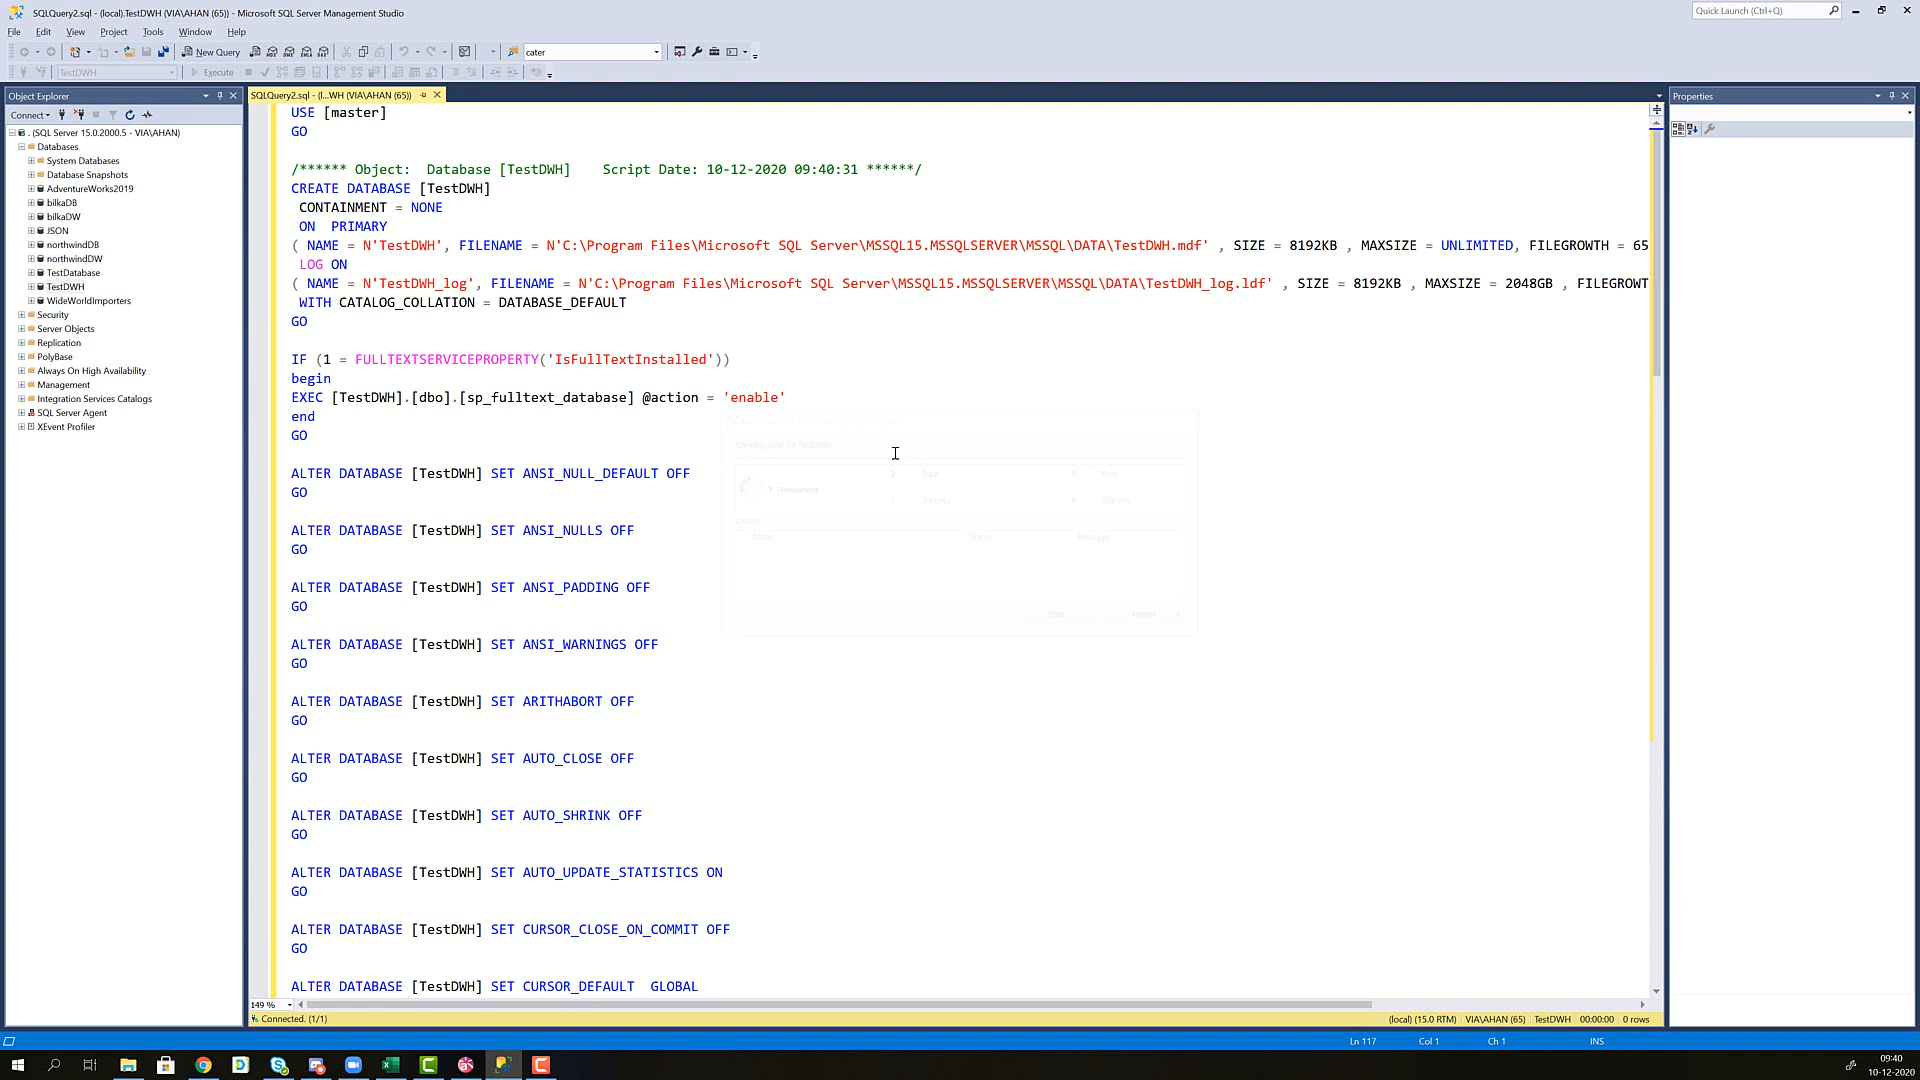 SQLQuery2.sql - (local).TestDWH (VIA\AHAN (65)) - Microsoft SQL Server Management Studio
Quick Launch (Ctrl+Q)
File Edit View Project Tools Window Help
New Query
cater
TestDWH
Execute
Object Explorer
SQLQuery2.sql - (l...WH (VIA\AHAN (65))
Properties
Connect
. (SQL Server 15.0.2000.5 - VIA\AHAN)
Databases
System Databases
Database Snapshots
AdventureWorks2019
bilkaDB
bilkaDW
JSON
northwindDB
northwindDW
TestDatabase
TestDWH
WideWorldImporters
Security
Server Objects
Replication
PolyBase
Always On High Availability
Management
Integration Services Catalogs
SQL Server Agent
XEvent Profiler
USE [master]
GO
/****** Object:  Database [TestDWH]    Script Date: 10-12-2020 09:40:31 ******/
CREATE DATABASE [TestDWH]
CONTAINMENT = NONE
ON  PRIMARY
( NAME = N'TestDWH', FILENAME = N'C:\Program Files\Microsoft SQL Server\MSSQL15.MSSQLSERVER\MSSQL\DATA\TestDWH.mdf' , SIZE = 8192KB , MAXSIZE = UNLIMITED, FILEGROWTH = 65
LOG ON
( NAME = N'TestDWH_log', FILENAME = N'C:\Program Files\Microsoft SQL Server\MSSQL15.MSSQLSERVER\MSSQL\DATA\TestDWH_log.ldf' , SIZE = 8192KB , MAXSIZE = 2048GB , FILEGROWT
WITH CATALOG_COLLATION = DATABASE_DEFAULT
GO
IF (1 = FULLTEXTSERVICEPROPERTY('IsFullTextInstalled'))
begin
EXEC [TestDWH].[dbo].[sp_fulltext_database] @action = 'enable'
end
GO
ALTER DATABASE [TestDWH] SET ANSI_NULL_DEFAULT OFF
GO
ALTER DATABASE [TestDWH] SET ANSI_NULLS OFF
GO
ALTER DATABASE [TestDWH] SET ANSI_PADDING OFF
GO
ALTER DATABASE [TestDWH] SET ANSI_WARNINGS OFF
GO
ALTER DATABASE [TestDWH] SET ARITHABORT OFF
GO
ALTER DATABASE [TestDWH] SET AUTO_CLOSE OFF
GO
ALTER DATABASE [TestDWH] SET AUTO_SHRINK OFF
GO
ALTER DATABASE [TestDWH] SET AUTO_UPDATE_STATISTICS ON
GO
ALTER DATABASE [TestDWH] SET CURSOR_CLOSE_ON_COMMIT OFF
GO
ALTER DATABASE [TestDWH] SET CURSOR_DEFAULT  GLOBAL
1 Remaining
Success
149 %
Connected. (1/1)
(local) (15.0 RTM) VIA\AHAN (65) TestDWH 00:00:00 0 rows
Ln 117 Col 1 Ch 1 INS
09:40
10-12-2020